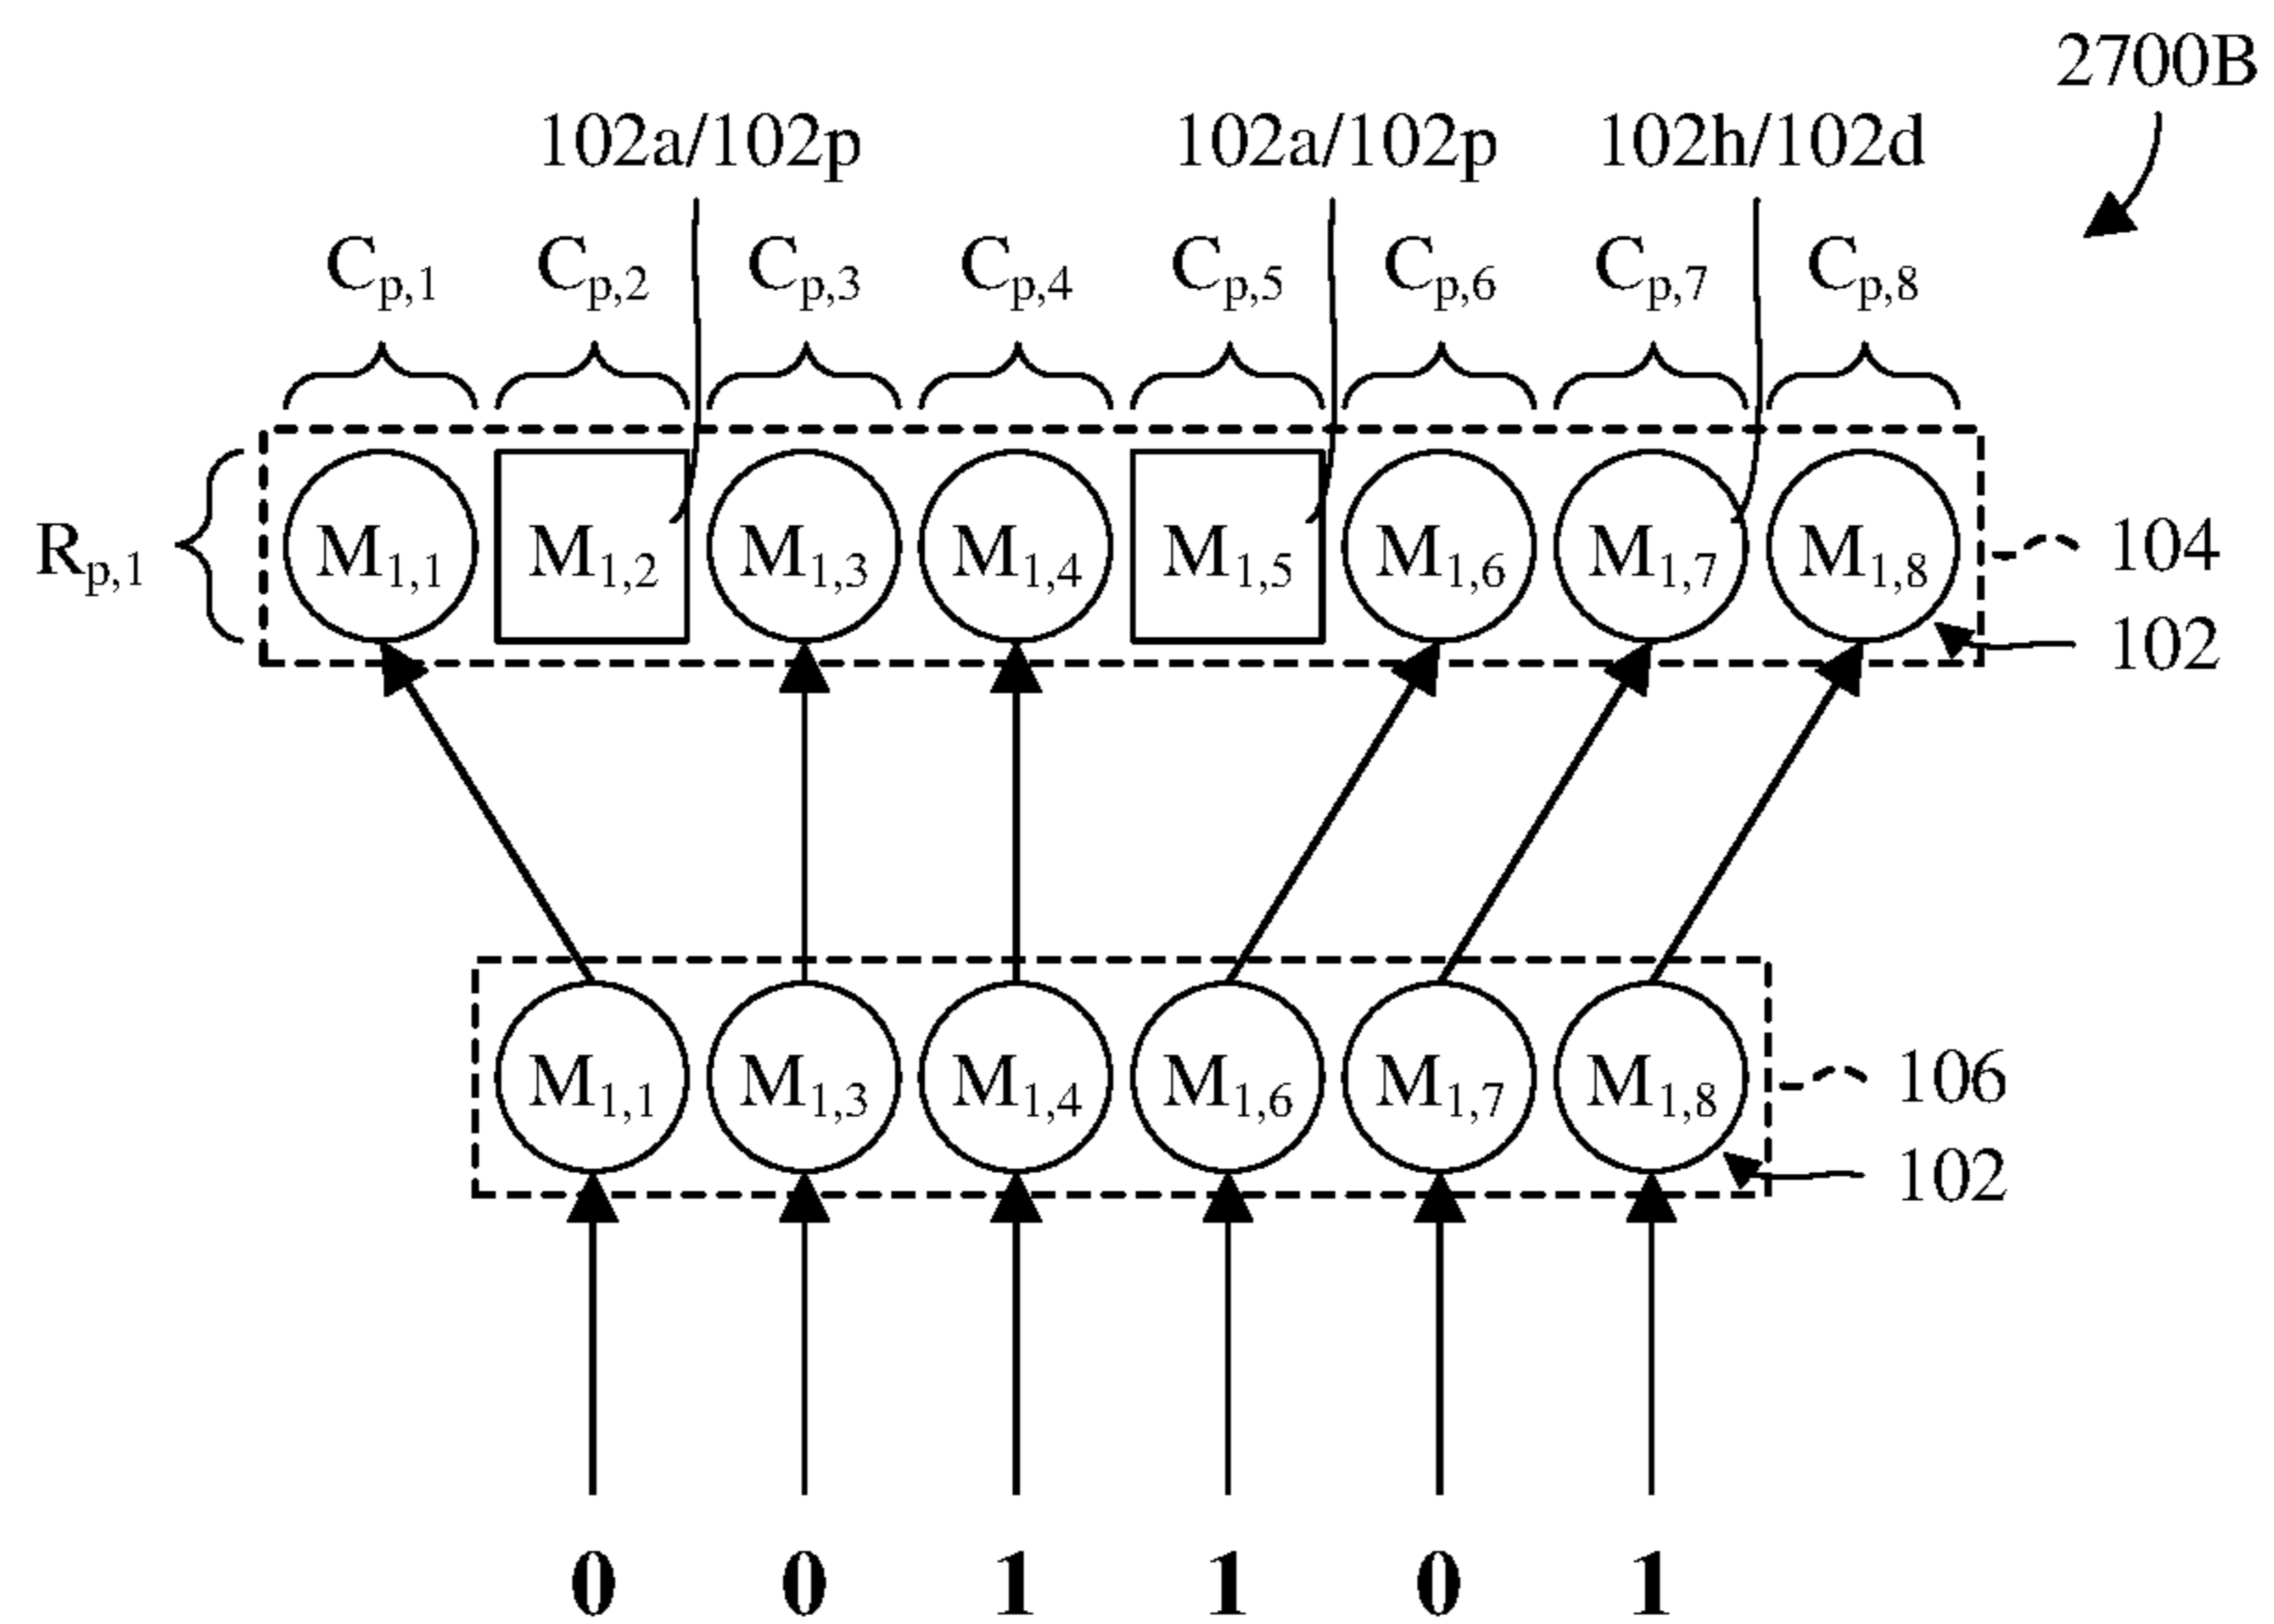 2700B
102a/102p 102a/102p 102h/102d
Cp,1 Cp,2 Cp,3 Cp,4 Cp,5 Cp,6 Cp,7 Cp,8
Rp,1 M1,1 M1,2 M1,3 M1,4 M1,5 M1,6 M1,7 M1,8 104
102
M1,1 M1,3 M1,4 M1,6 M1,7 M1,8 106
102
0 0 1 1 0 1